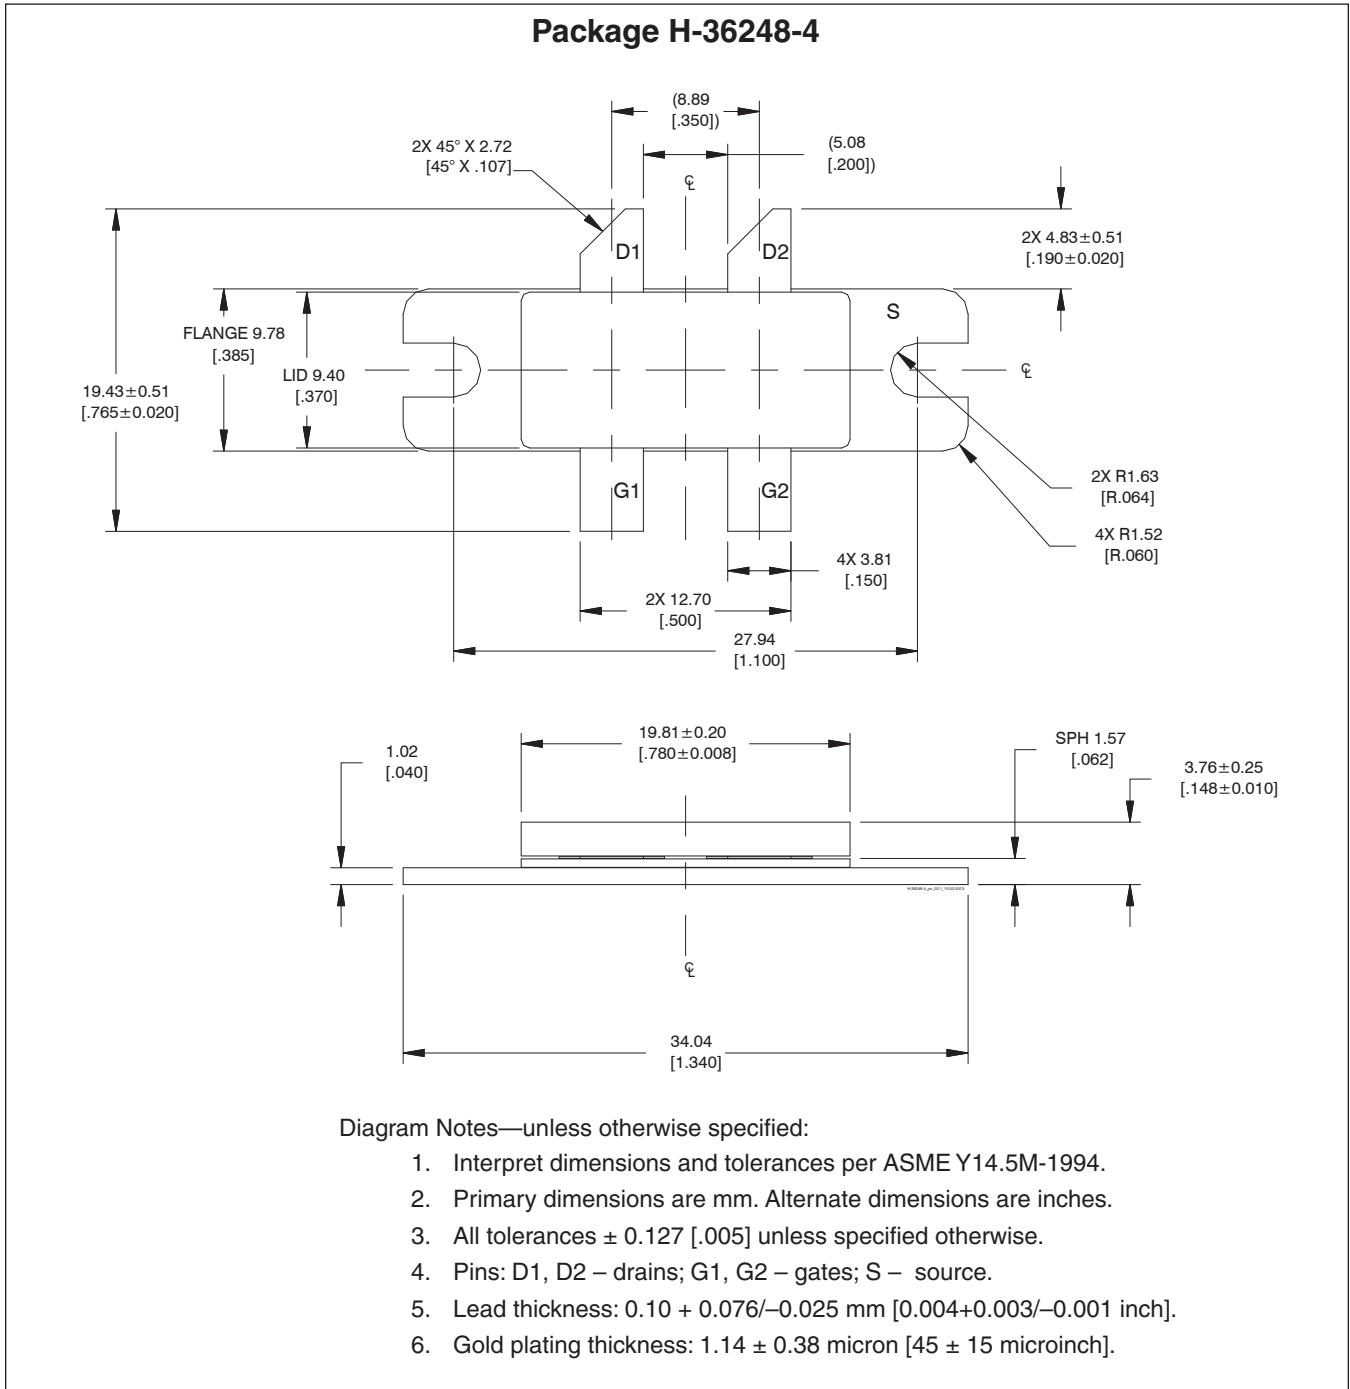 Package H-36248-4
(8.89
[.350])
2X 45° X 2.72
[45° X .107]
(5.08
[.200])
℄
D1
D2
2X 4.83±0.51
[.190±0.020]
S
FLANGE 9.78
[.385]
LID 9.40
[.370]
℄
19.43±0.51
[.765±0.020]
G1
G2
2X R1.63
[R.064]
4X R1.52
[R.060]
4X 3.81
[.150]
2X 12.70
[.500]
27.94
[1.100]
1.02
[.040]
19.81±0.20
[.780±0.008]
SPH 1.57
[.062]
3.76±0.25
[.148±0.010]
℄
34.04
[1.340]
Diagram Notes—unless otherwise specified:
1. Interpret dimensions and tolerances per ASME Y14.5M-1994.
2. Primary dimensions are mm. Alternate dimensions are inches.
3. All tolerances ± 0.127 [.005] unless specified otherwise.
4. Pins: D1, D2 – drains; G1, G2 – gates; S – source.
5. Lead thickness: 0.10 + 0.076/–0.025 mm [0.004+0.003/–0.001 inch].
6. Gold plating thickness: 1.14 ± 0.38 micron [45 ± 15 microinch].